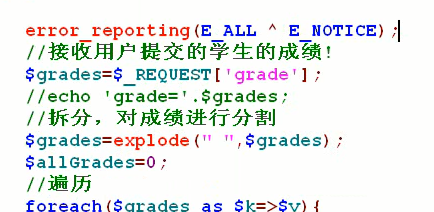 error_reporting(E_ALL ^ E_NOTICE);
//接收用户提交的学生的成绩!
$grades=$_REQUEST['grade'];
//echo 'grade='.$grades;
//拆分，对成绩进行分割
$grades=explode(" ",$grades);
$allGrades=0;
//遍历
foreach($grades as $k=>$v){